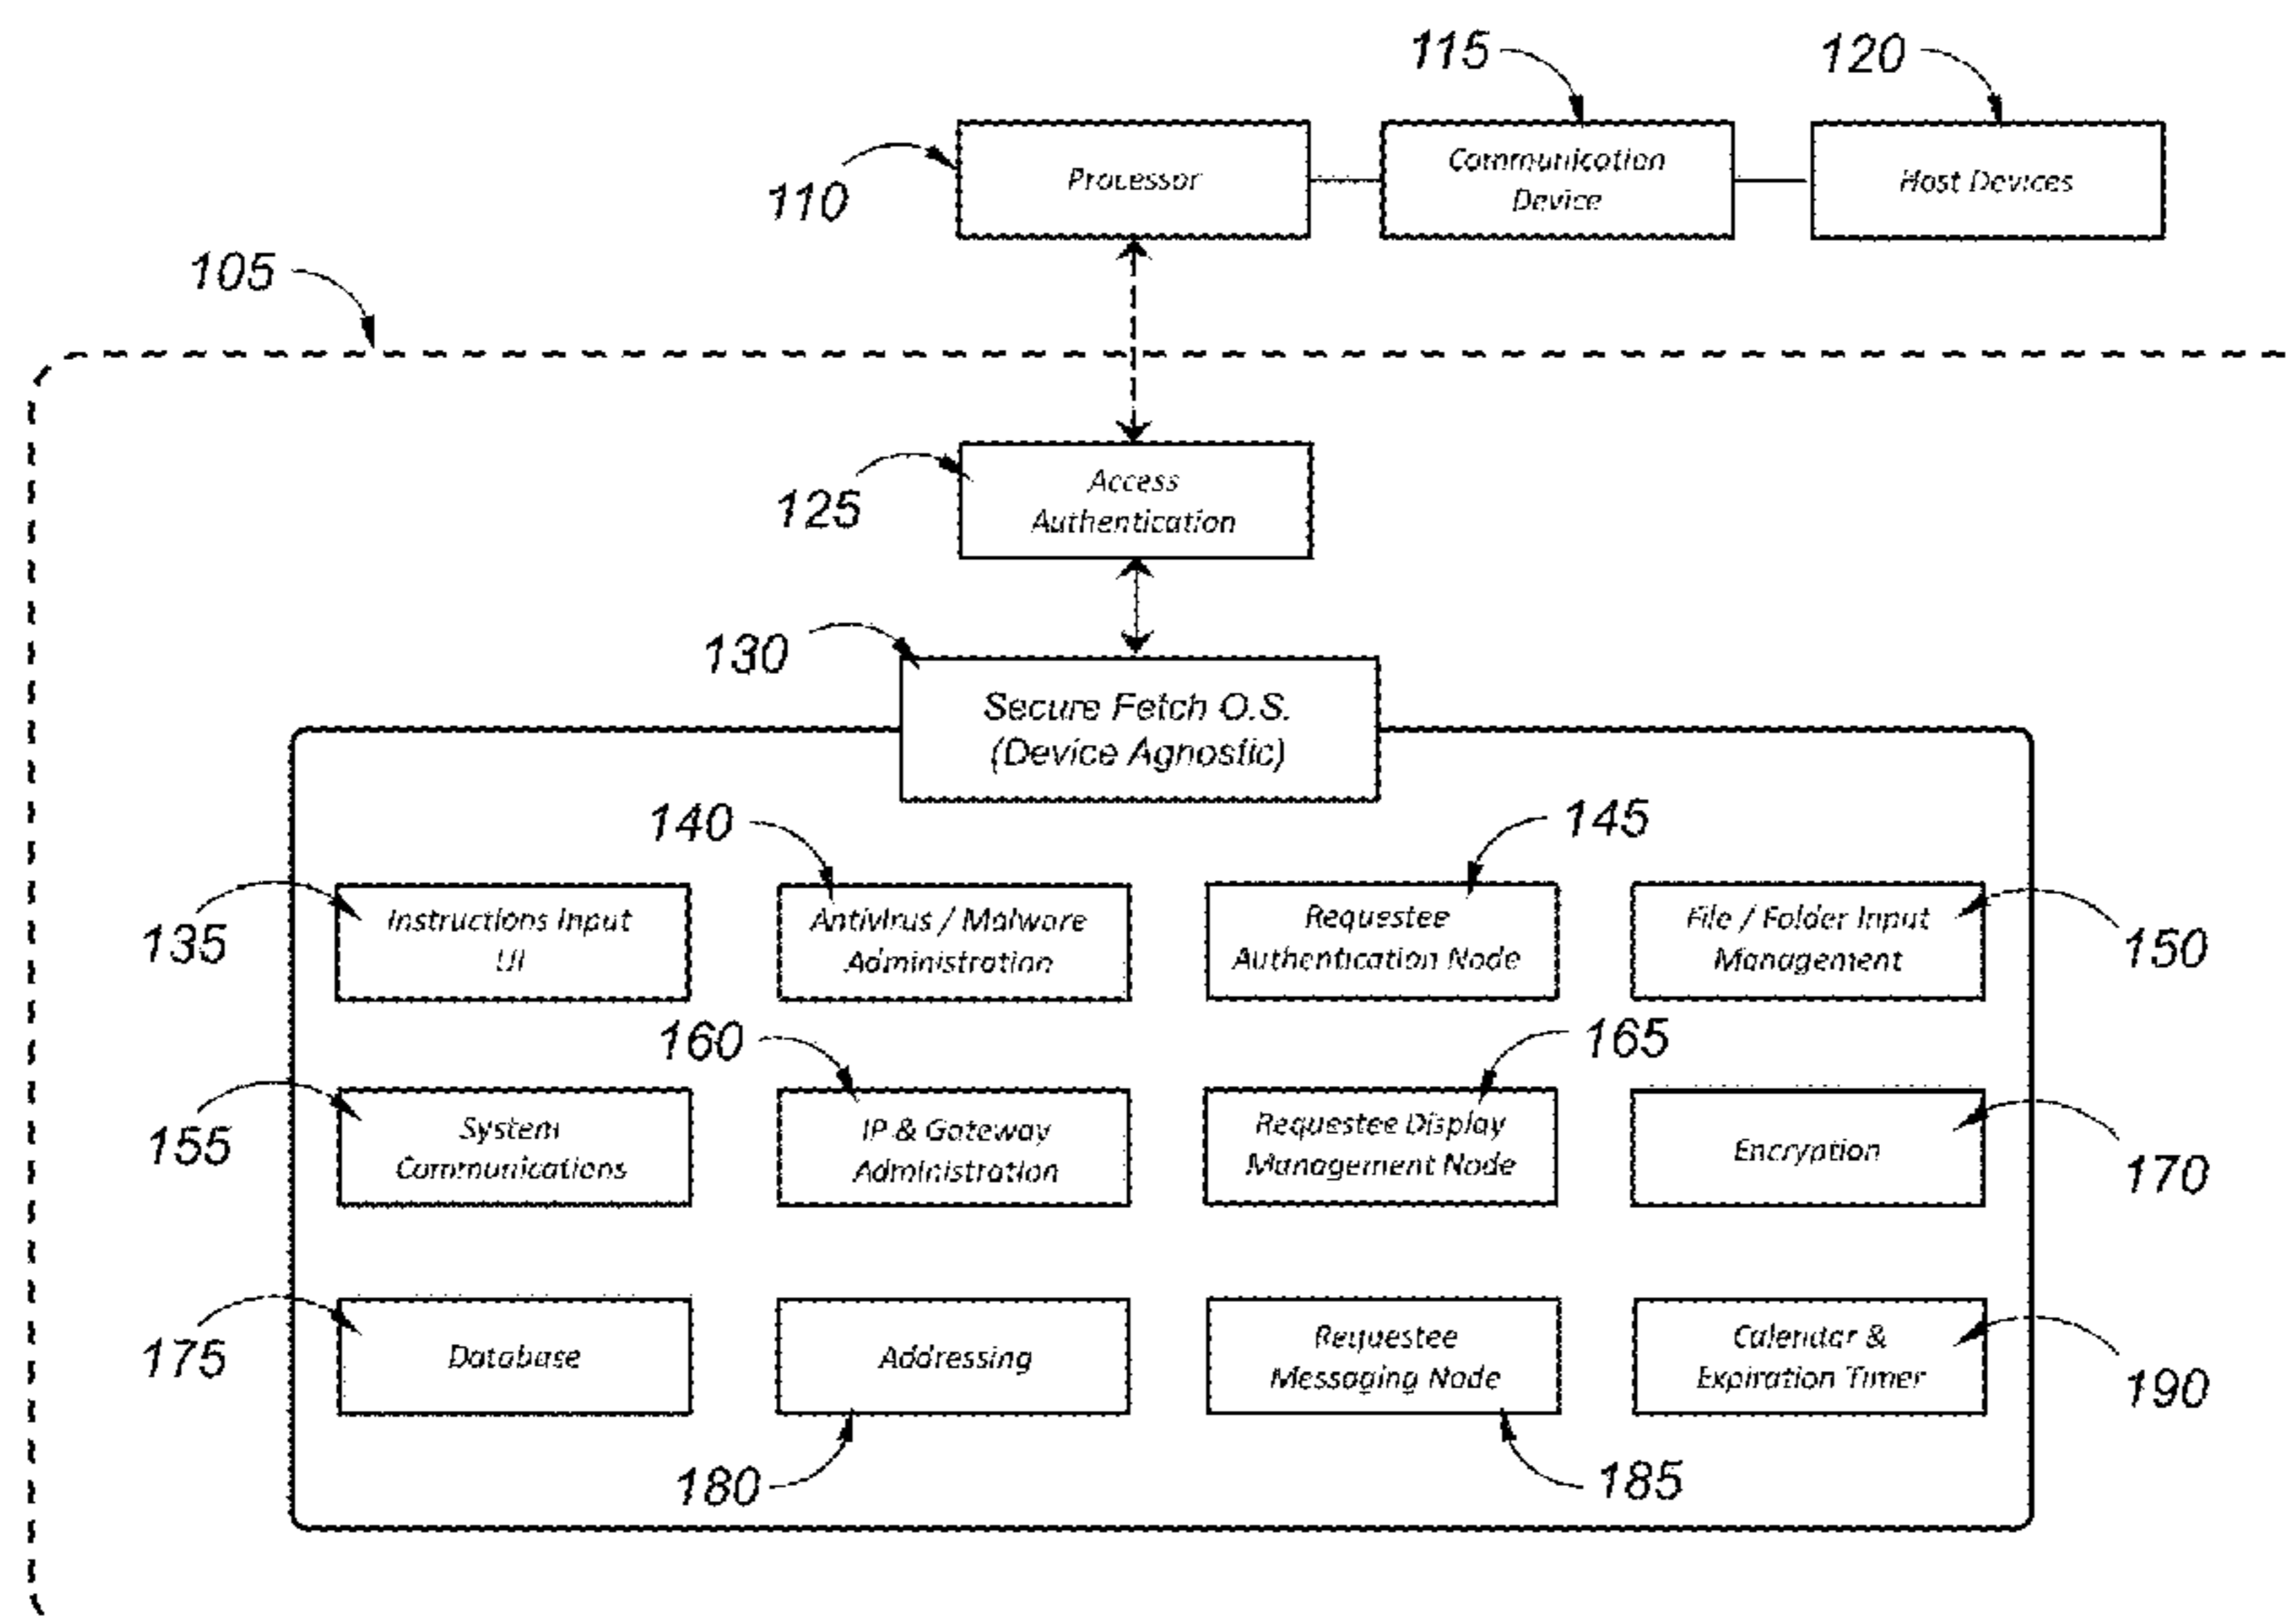 115
120
Processor
Communication
Device
Host Devices
110
105
Access
Authentication
125
130
Secure Fetch O.S.
(Device Agnostic)
140
145
Instructions Input
UI
Antivirus / Malware
Administration
Requestee
Authentication Node
File / Folder Input
Management
135
150
160
165
System
Communications
IP & Gateway
Administration
Requestee Display
Management Node
Encryption
155
170
Database
Addressing
Requestee
Messaging Node
Calendar &
Expiration Timer
175
190
180
185